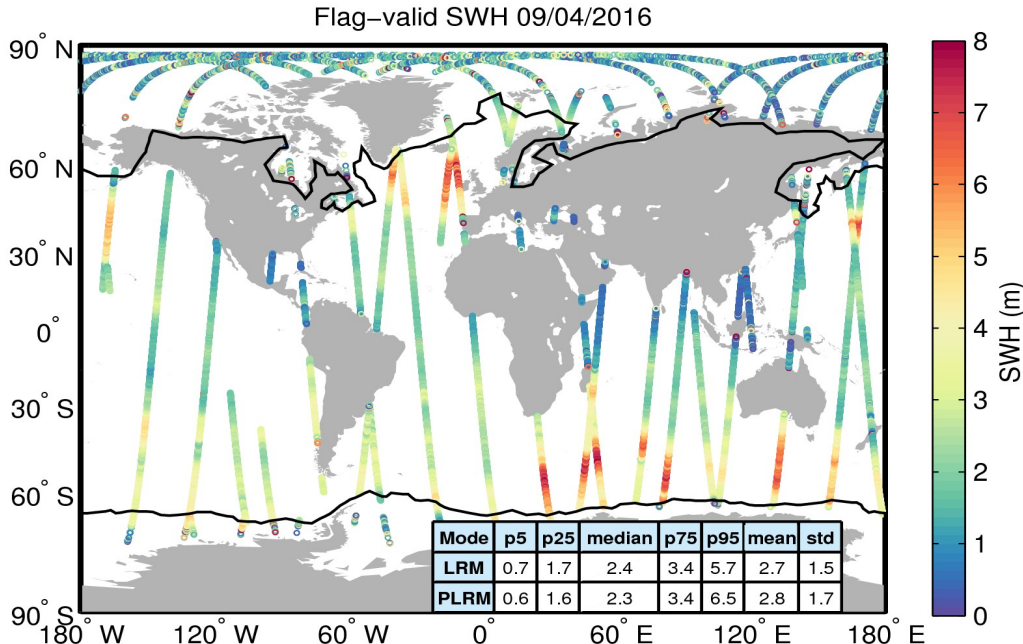 Flag−valid SWH 09/04/2016
90° N
60° N
30° N
0°
30° S
60° S
90° S
180° W
120° W
60° W
0°
60° E
120° E
180° E
Mode p5 p25 median p75 p95 mean std
LRM 0.7 1.7 2.4 3.4 5.7 2.7 1.5
PLRM 0.6 1.6 2.3 3.4 6.5 2.8 1.7
8
7
6
5
4
3
2
1
0
SWH (m)